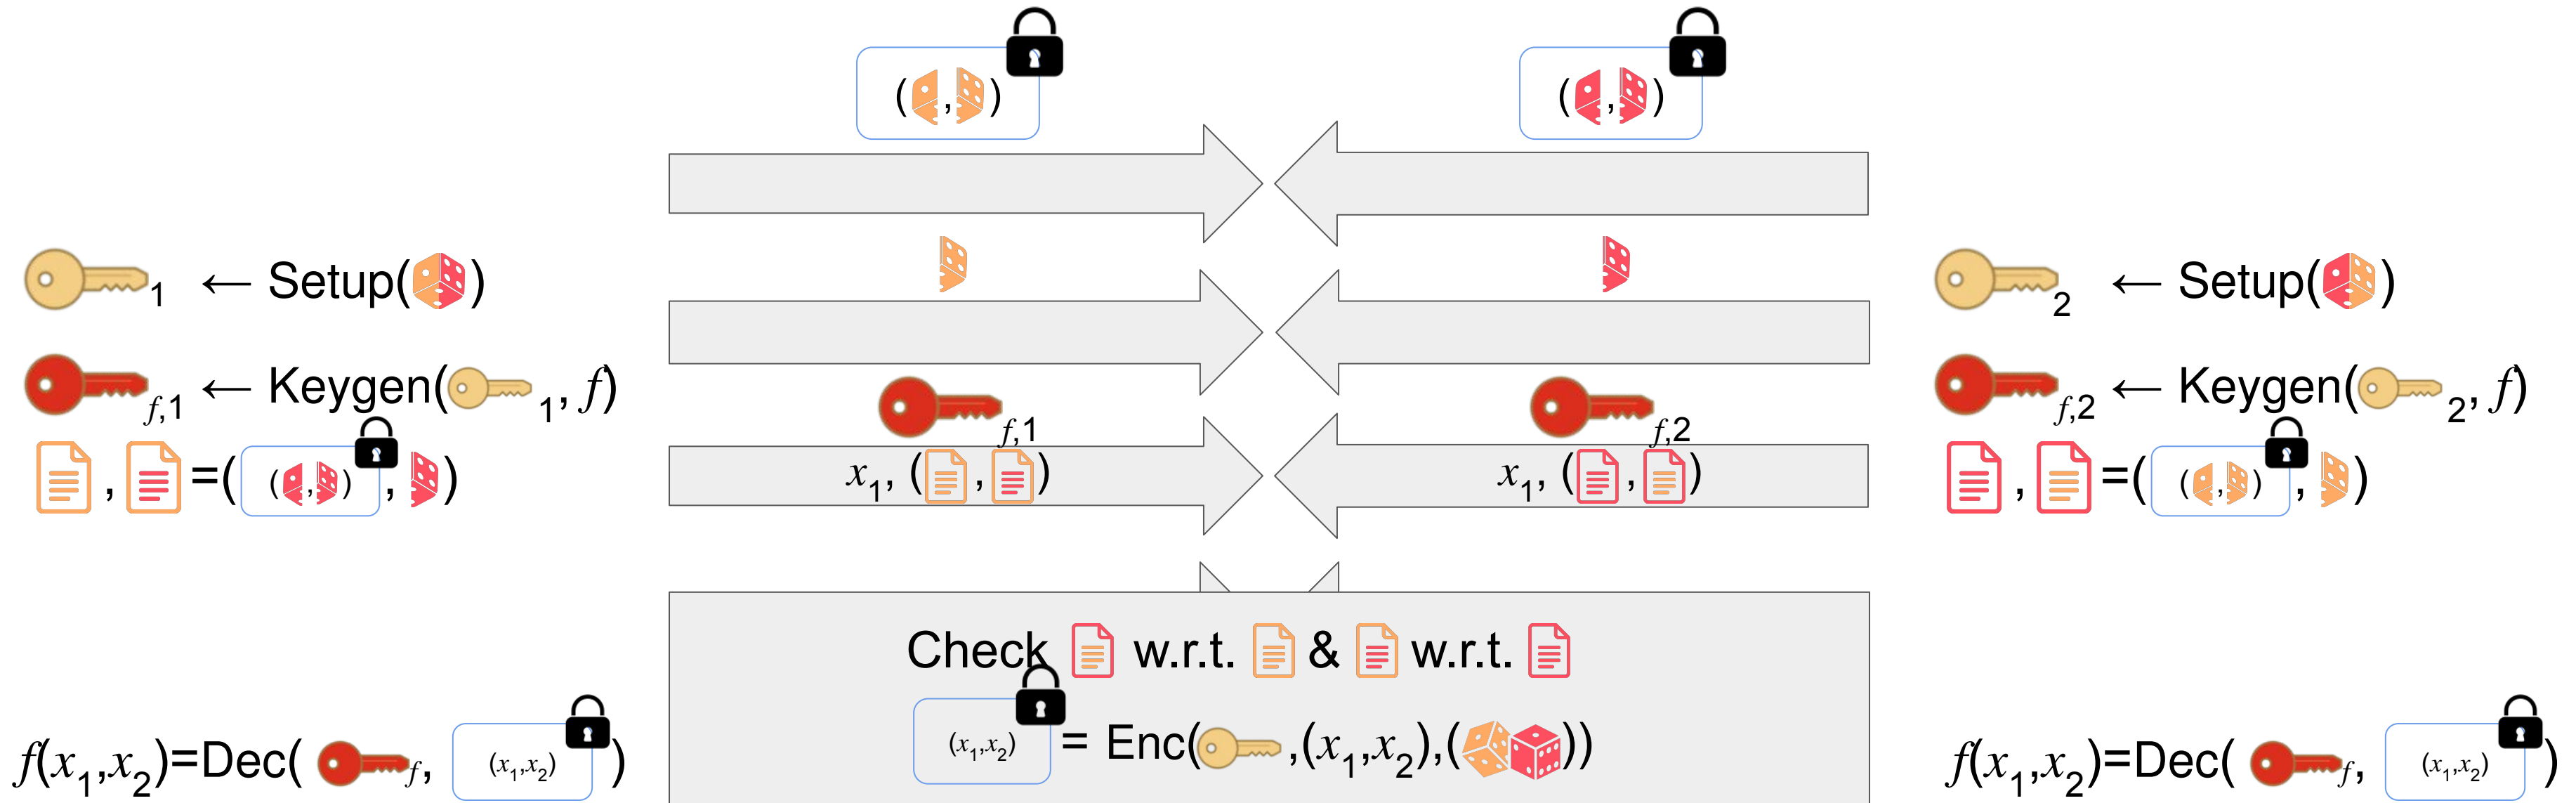 ( , )
( , )
1 ← Setup( )
2 ← Setup( )
f,1 ← Keygen( 1, f)
f,1
f,2
f,2 ← Keygen( 2, f)
, =( ( , ) , )
x1, ( , )
x1, ( , )
, =( ( , ) , )
Check w.r.t. & w.r.t.
(x1,x2) = Enc( ,(x1,x2),( ))
f(x1,x2)=Dec( f, (x1,x2) )
f(x1,x2)=Dec( f, (x1,x2) )